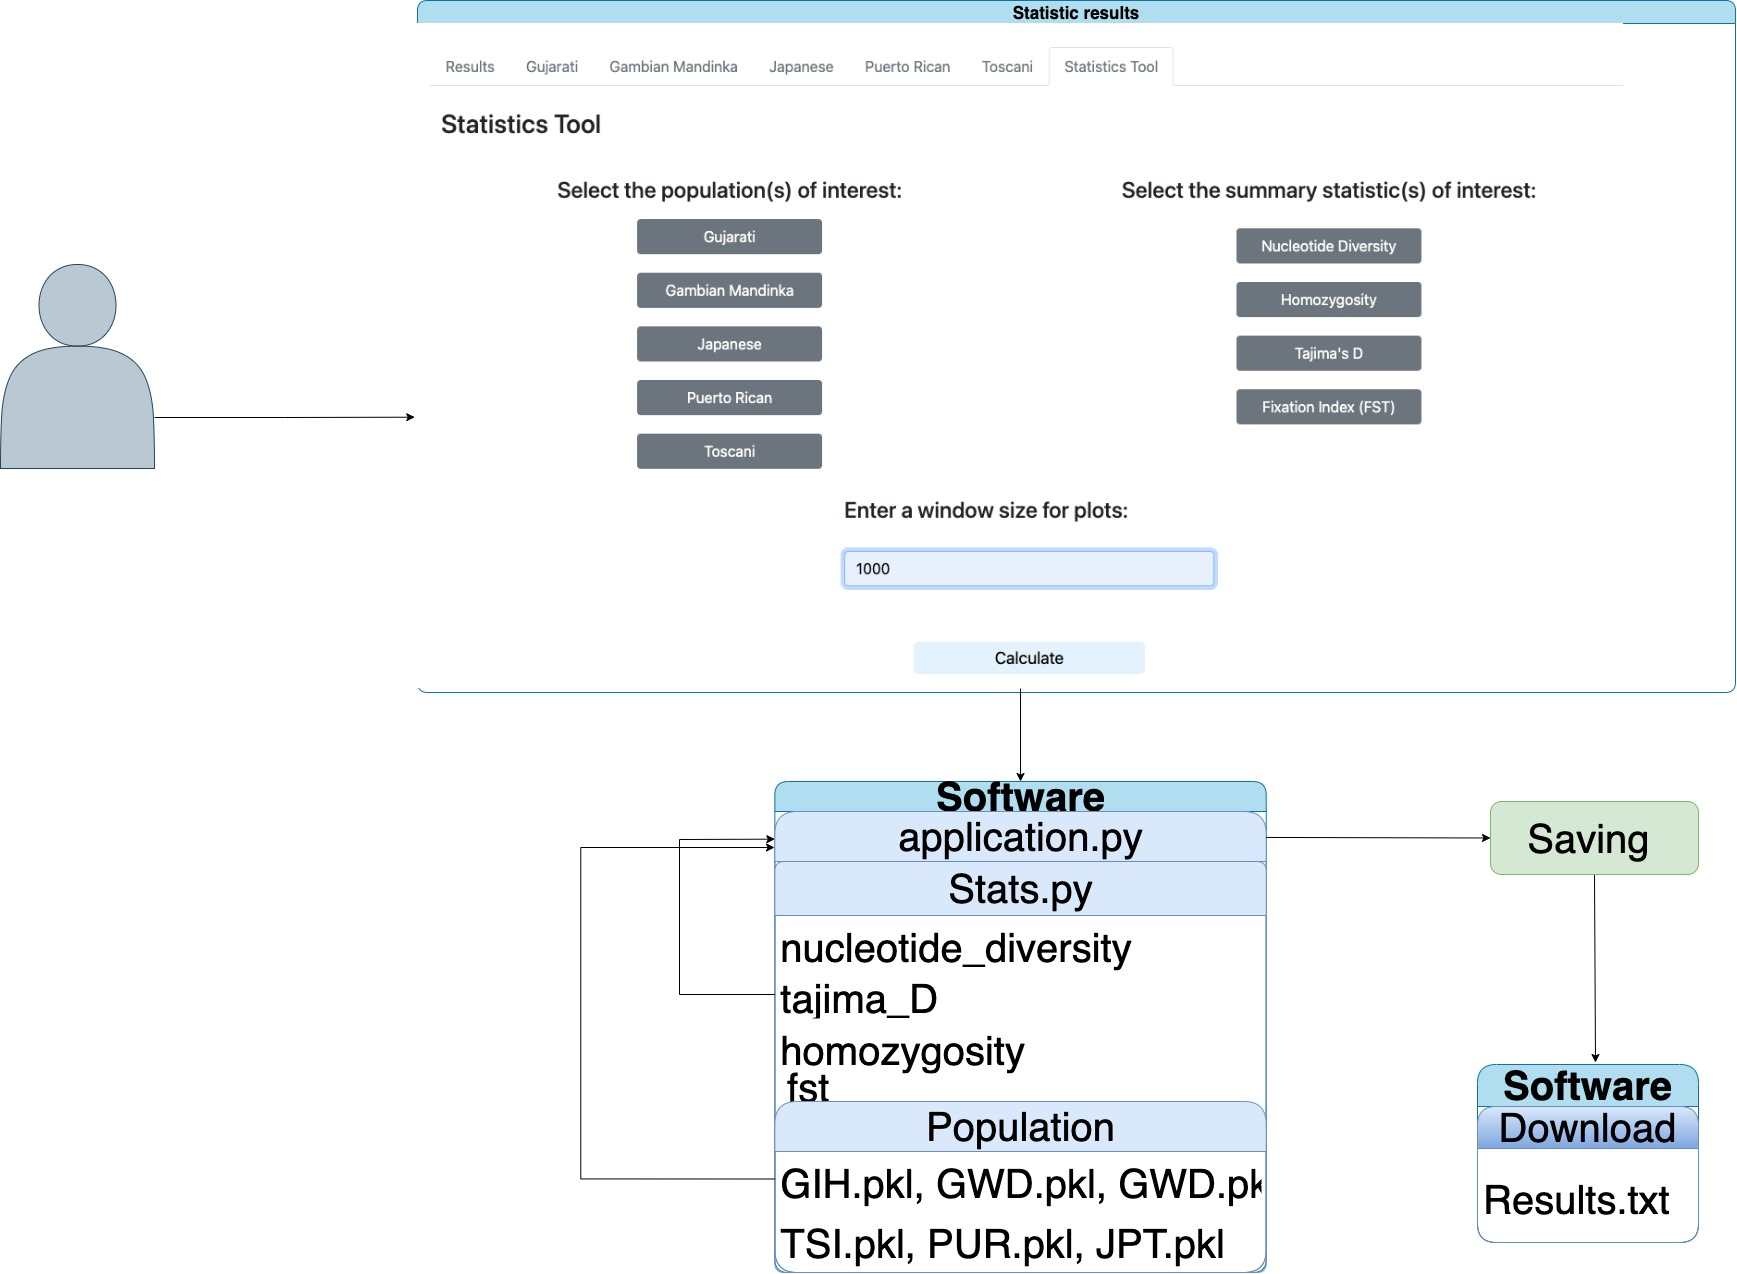 Statistic results
Results Gujarati Gambian Mandinka Japanese Puerto Rican Toscani Statistics Tool
Statistics Tool
Select the population(s) of interest:
Gujarati
Gambian Mandinka
Japanese
Puerto Rican
Toscani
Select the summary statistic(s) of interest:
Nucleotide Diversity
Homozygosity
Tajima's D
Fixation Index (FST)
Enter a window size for plots:
1000
Calculate
Software
application.py
Stats.py
nucleotide_diversity
tajima_D
homozygosity
fst
Population
GIH.pkl, GWD.pkl, GWD.pk
TSI.pkl, PUR.pkl, JPT.pkl
Saving
Software
Download
Results.txt